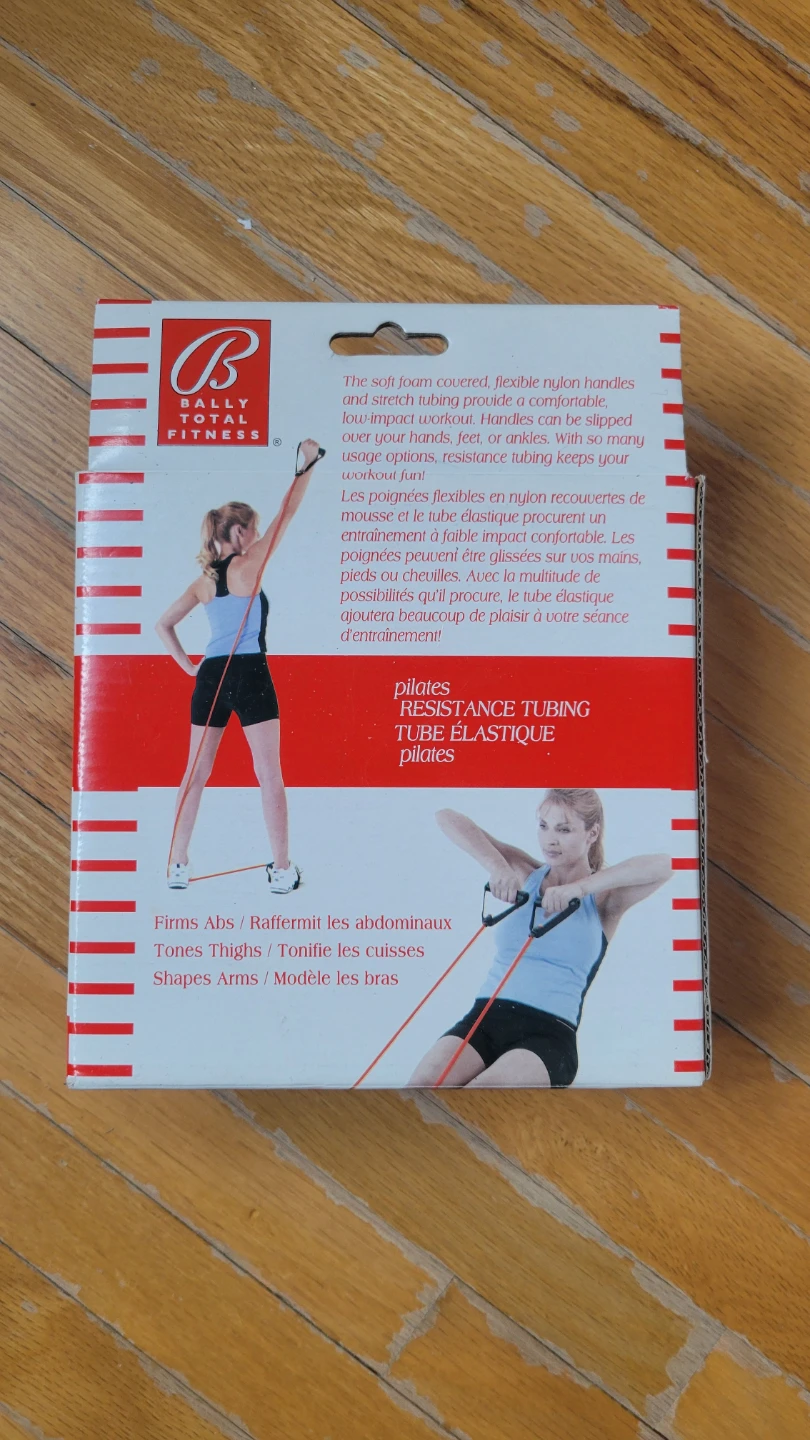 B
BALLY
TOTAL
FITNESS®
The soft foam covered, flexible nylon handles
and stretch tubing provide a comfortable,
low-impact workout. Handles can be slipped
over your hands, feet, or ankles. With so many
usage options, resistance tubing keeps your
workout fun!
Les poignées flexibles en nylon recouvertes de
mousse et le tube élastique procurent un
entraînement à faible impact confortable. Les
poignées peuvent être glissées sur vos mains,
pieds ou chevilles. Avec la multitude de
possibilités qu'il procure, le tube élastique
ajoutera beaucoup de plaisir à votre séance
d'entraînement!
pilates
RESISTANCE TUBING
TUBE ÉLASTIQUE
pilates
Firms Abs / Raffermit les abdominaux
Tones Thighs / Tonifie les cuisses
Shapes Arms / Modèle les bras